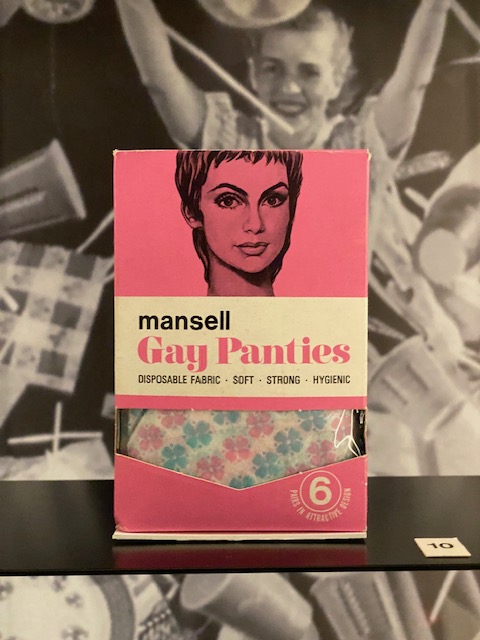 mansell
Gay Panties
DISPOSABLE FABRIC · SOFT · STRONG · HYGIENIC
6
PAIRS IN ATTRACTIVE DESIGN
10